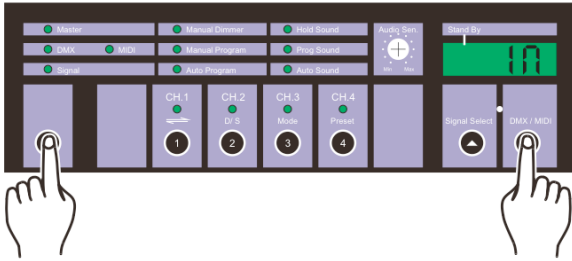 Master
Manual Dimmer
Hold Sound
Audio Sen.
Stand By
DMX
MIDI
Manual Program
Prog Sound
Signal
Auto Program
Auto Sound
Min
Max
1n
CH.1
CH.2
CH.3
CH.4
D/ S
Mode
Preset
Signal Select
DMX / MIDI
1
2
3
4